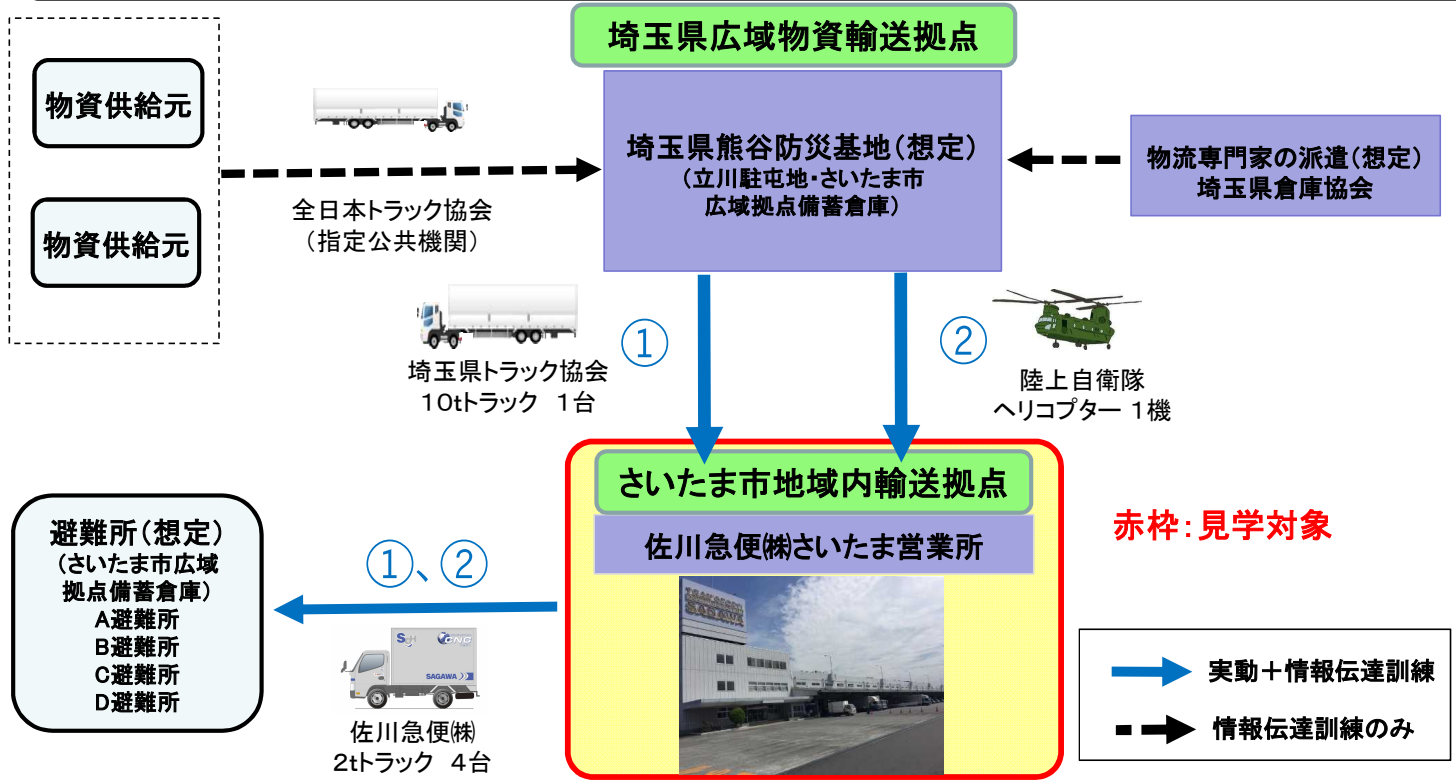 埼玉県広域物資輸送拠点
物資供給元
物資供給元
全日本トラック協会
（指定公共機関）
埼玉県熊谷防災基地（想定）
（立川駐屯地・さいたま市
広域拠点備蓄倉庫）
物流専門家の派遣（想定）
埼玉県倉庫協会
埼玉県トラック協会
10tトラック　1台
①
②
陸上自衛隊
ヘリコプター 1機
さいたま市地域内輸送拠点
佐川急便㈱さいたま営業所
SAGAWA
赤枠：見学対象
避難所（想定）
（さいたま市広域
拠点備蓄倉庫）
A避難所
B避難所
C避難所
D避難所
①、②
CNG
SAGAWA
佐川急便㈱
2tトラック　4台
実動＋情報伝達訓練
情報伝達訓練のみ